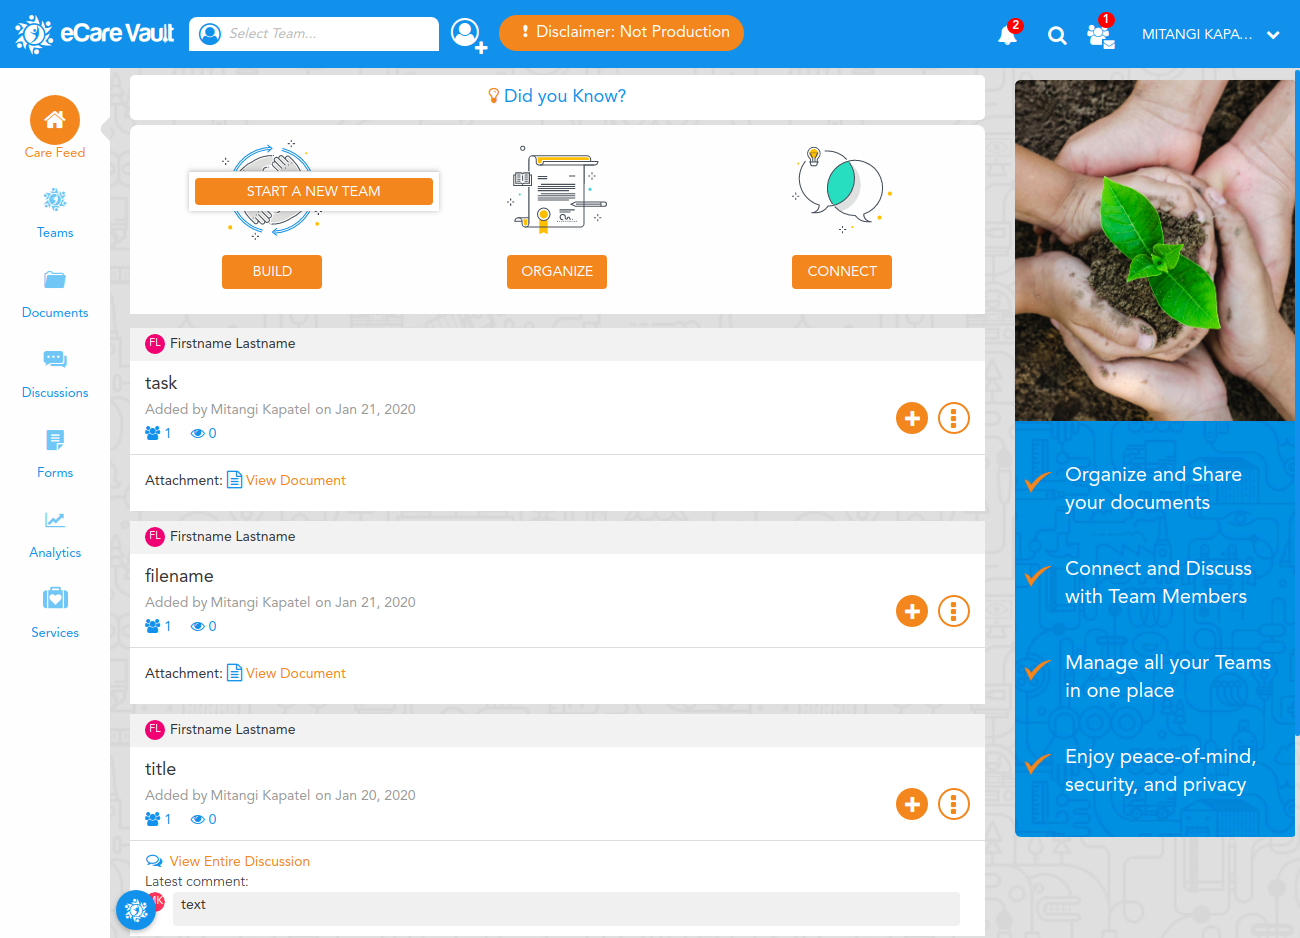 eCare Vault
Select Team...
! Disclaimer: Not Production
2
1
MITANGI KAPA...
Care Feed
Teams
Documents
Discussions
Forms
Analytics
Services
Did you Know?
START A NEW TEAM
BUILD
ORGANIZE
CONNECT
FL Firstname Lastname
task
Added by Mitangi Kapatel on Jan 21, 2020
1 0
Attachment: View Document
FL Firstname Lastname
filename
Added by Mitangi Kapatel on Jan 21, 2020
1 0
Attachment: View Document
FL Firstname Lastname
title
Added by Mitangi Kapatel on Jan 20, 2020
1 0
View Entire Discussion
Latest comment:
MK text
Organize and Share
your documents
Connect and Discuss
with Team Members
Manage all your Teams
in one place
Enjoy peace-of-mind,
security, and privacy